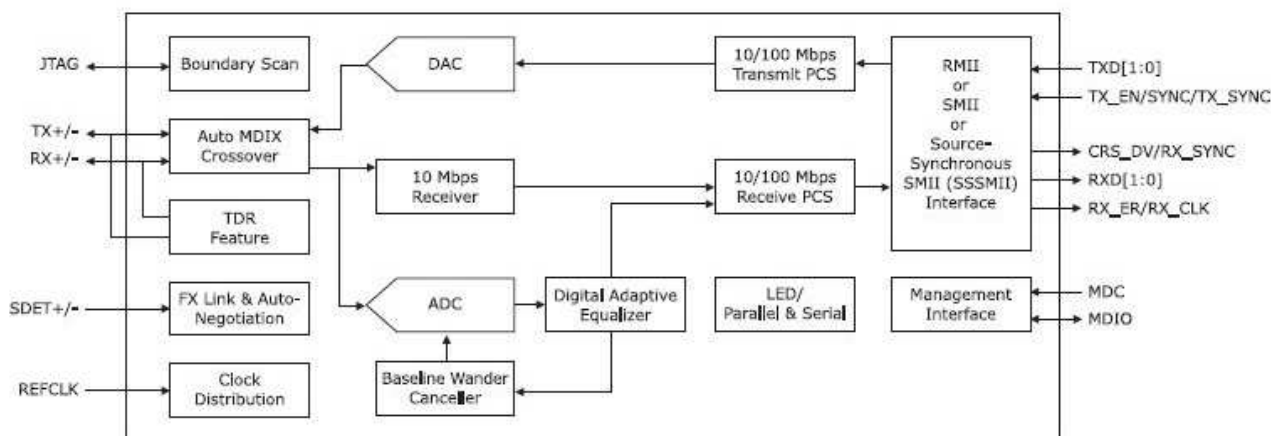 JTAG
TX+/-
RX+/-
SDET+/-
REFCLK
Boundary Scan
Auto MDIX
Crossover
TDR
Feature
FX Link & Auto-
Negotiation
Clock
Distribution
DAC
10 Mbps
Receiver
ADC
Baseline Wander
Canceller
Digital Adaptive
Equalizer
10/100 Mbps
Transmit PCS
10/100 Mbps
Receive PCS
LED/
Parallel & Serial
RMII
or
SMII
or
Source-
Synchronous
SMII (SSSMII)
Interface
Management
Interface
TXD[1:0]
TX_EN/SYNC/TX_SYNC
CRS_DV/RX_SYNC
RXD[1:0]
RX_ER/RX_CLK
MDC
MDIO